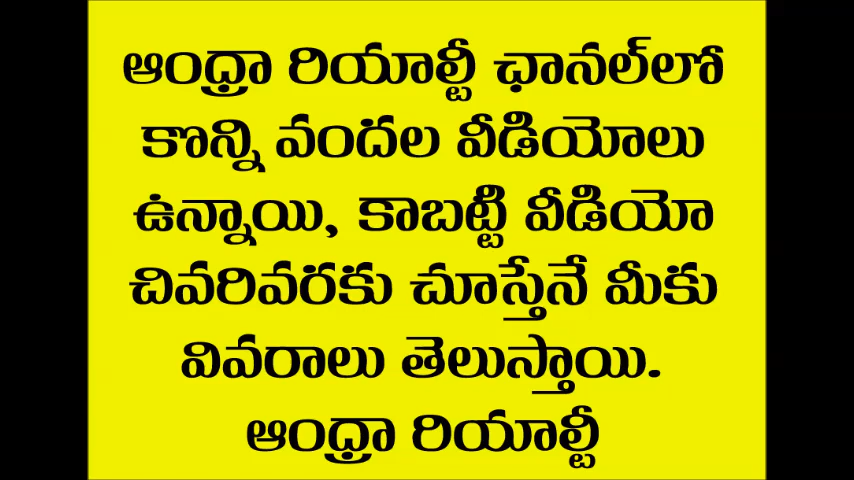 ఆంధ్రా రియాల్టీ ఛానల్‌లో
కొన్ని వందల వీడియోలు
ఉన్నాయి, కాబట్టి వీడియో
చివరివరకు చూస్తేనే మీకు
వివరాలు తెలుస్తాయి.
ఆంధ్రా రియాల్టీ